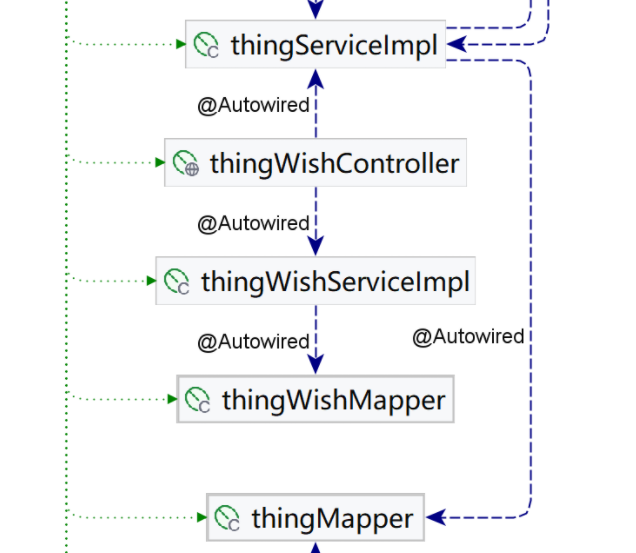 thingServiceImpl
@Autowired
thingWishController
@Autowired
thingWishServiceImpl
@Autowired
@Autowired
thingWishMapper
thingMapper